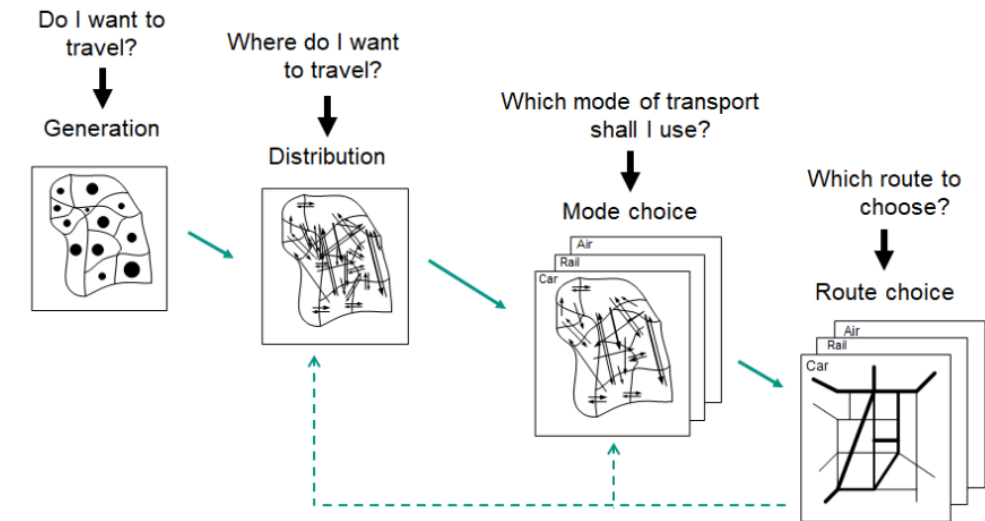 Do I want to
travel?
Generation
Where do I want
to travel?
Distribution
Which mode of transport
shall I use?
Mode choice
Air
Rail
Car
Which route to
choose?
Route choice
Air
Rail
Car